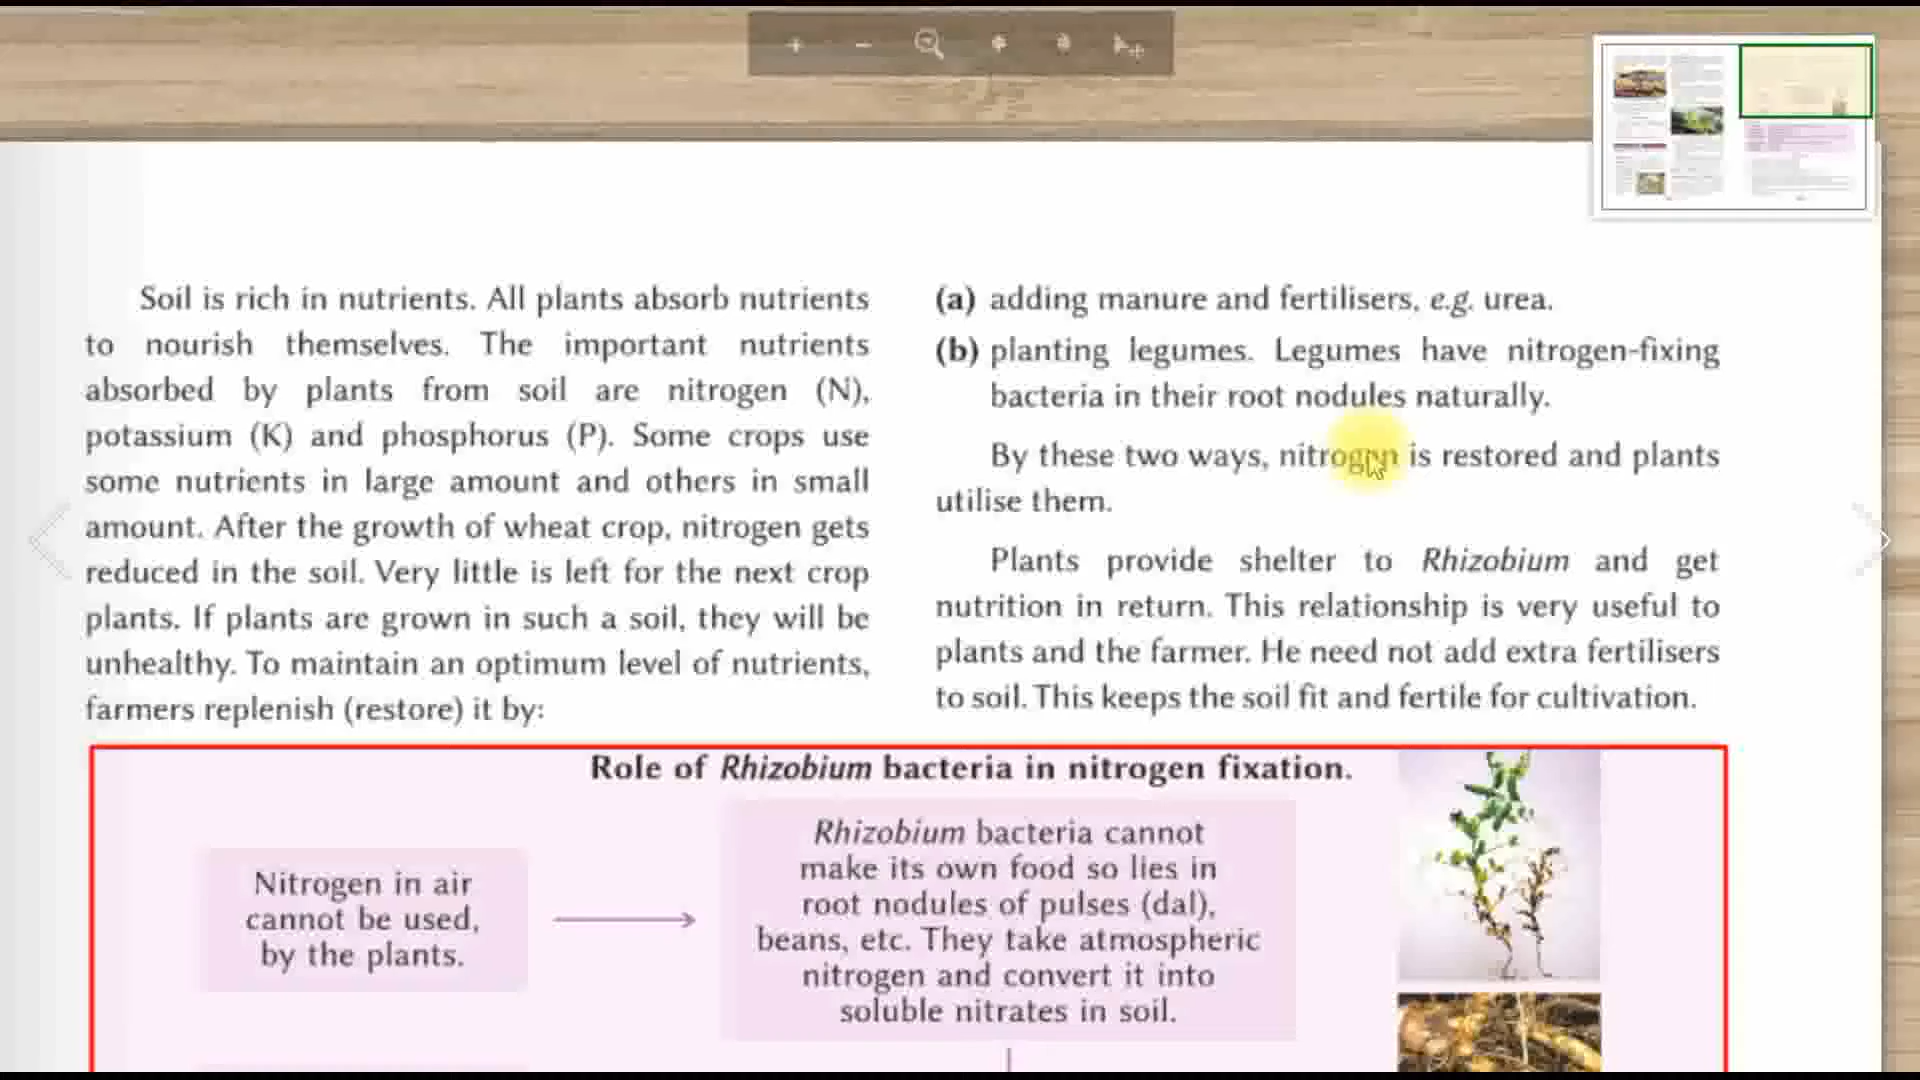 Soil is rich in nutrients. All plants absorb nutrients
to nourish themselves. The important nutrients
absorbed by plants from soil are nitrogen (N),
potassium (K) and phosphorus (P). Some crops use
some nutrients in large amount and others in small
amount. After the growth of wheat crop, nitrogen gets
reduced in the soil. Very little is left for the next crop
plants. If plants are grown in such a soil, they will be
unhealthy. To maintain an optimum level of nutrients,
farmers replenish (restore) it by:
(a) adding manure and fertilisers, e.g. urea.
(b) planting legumes. Legumes have nitrogen-fixing
bacteria in their root nodules naturally.
By these two ways, nitrogen is restored and plants
utilise them.
Plants provide shelter to Rhizobium and get
nutrition in return. This relationship is very useful to
plants and the farmer. He need not add extra fertilisers
to soil. This keeps the soil fit and fertile for cultivation.
Role of Rhizobium bacteria in nitrogen fixation.
Nitrogen in air
cannot be used,
by the plants.
Rhizobium bacteria cannot
make its own food so lies in
root nodules of pulses (dal),
beans, etc. They take atmospheric
nitrogen and convert it into
soluble nitrates in soil.